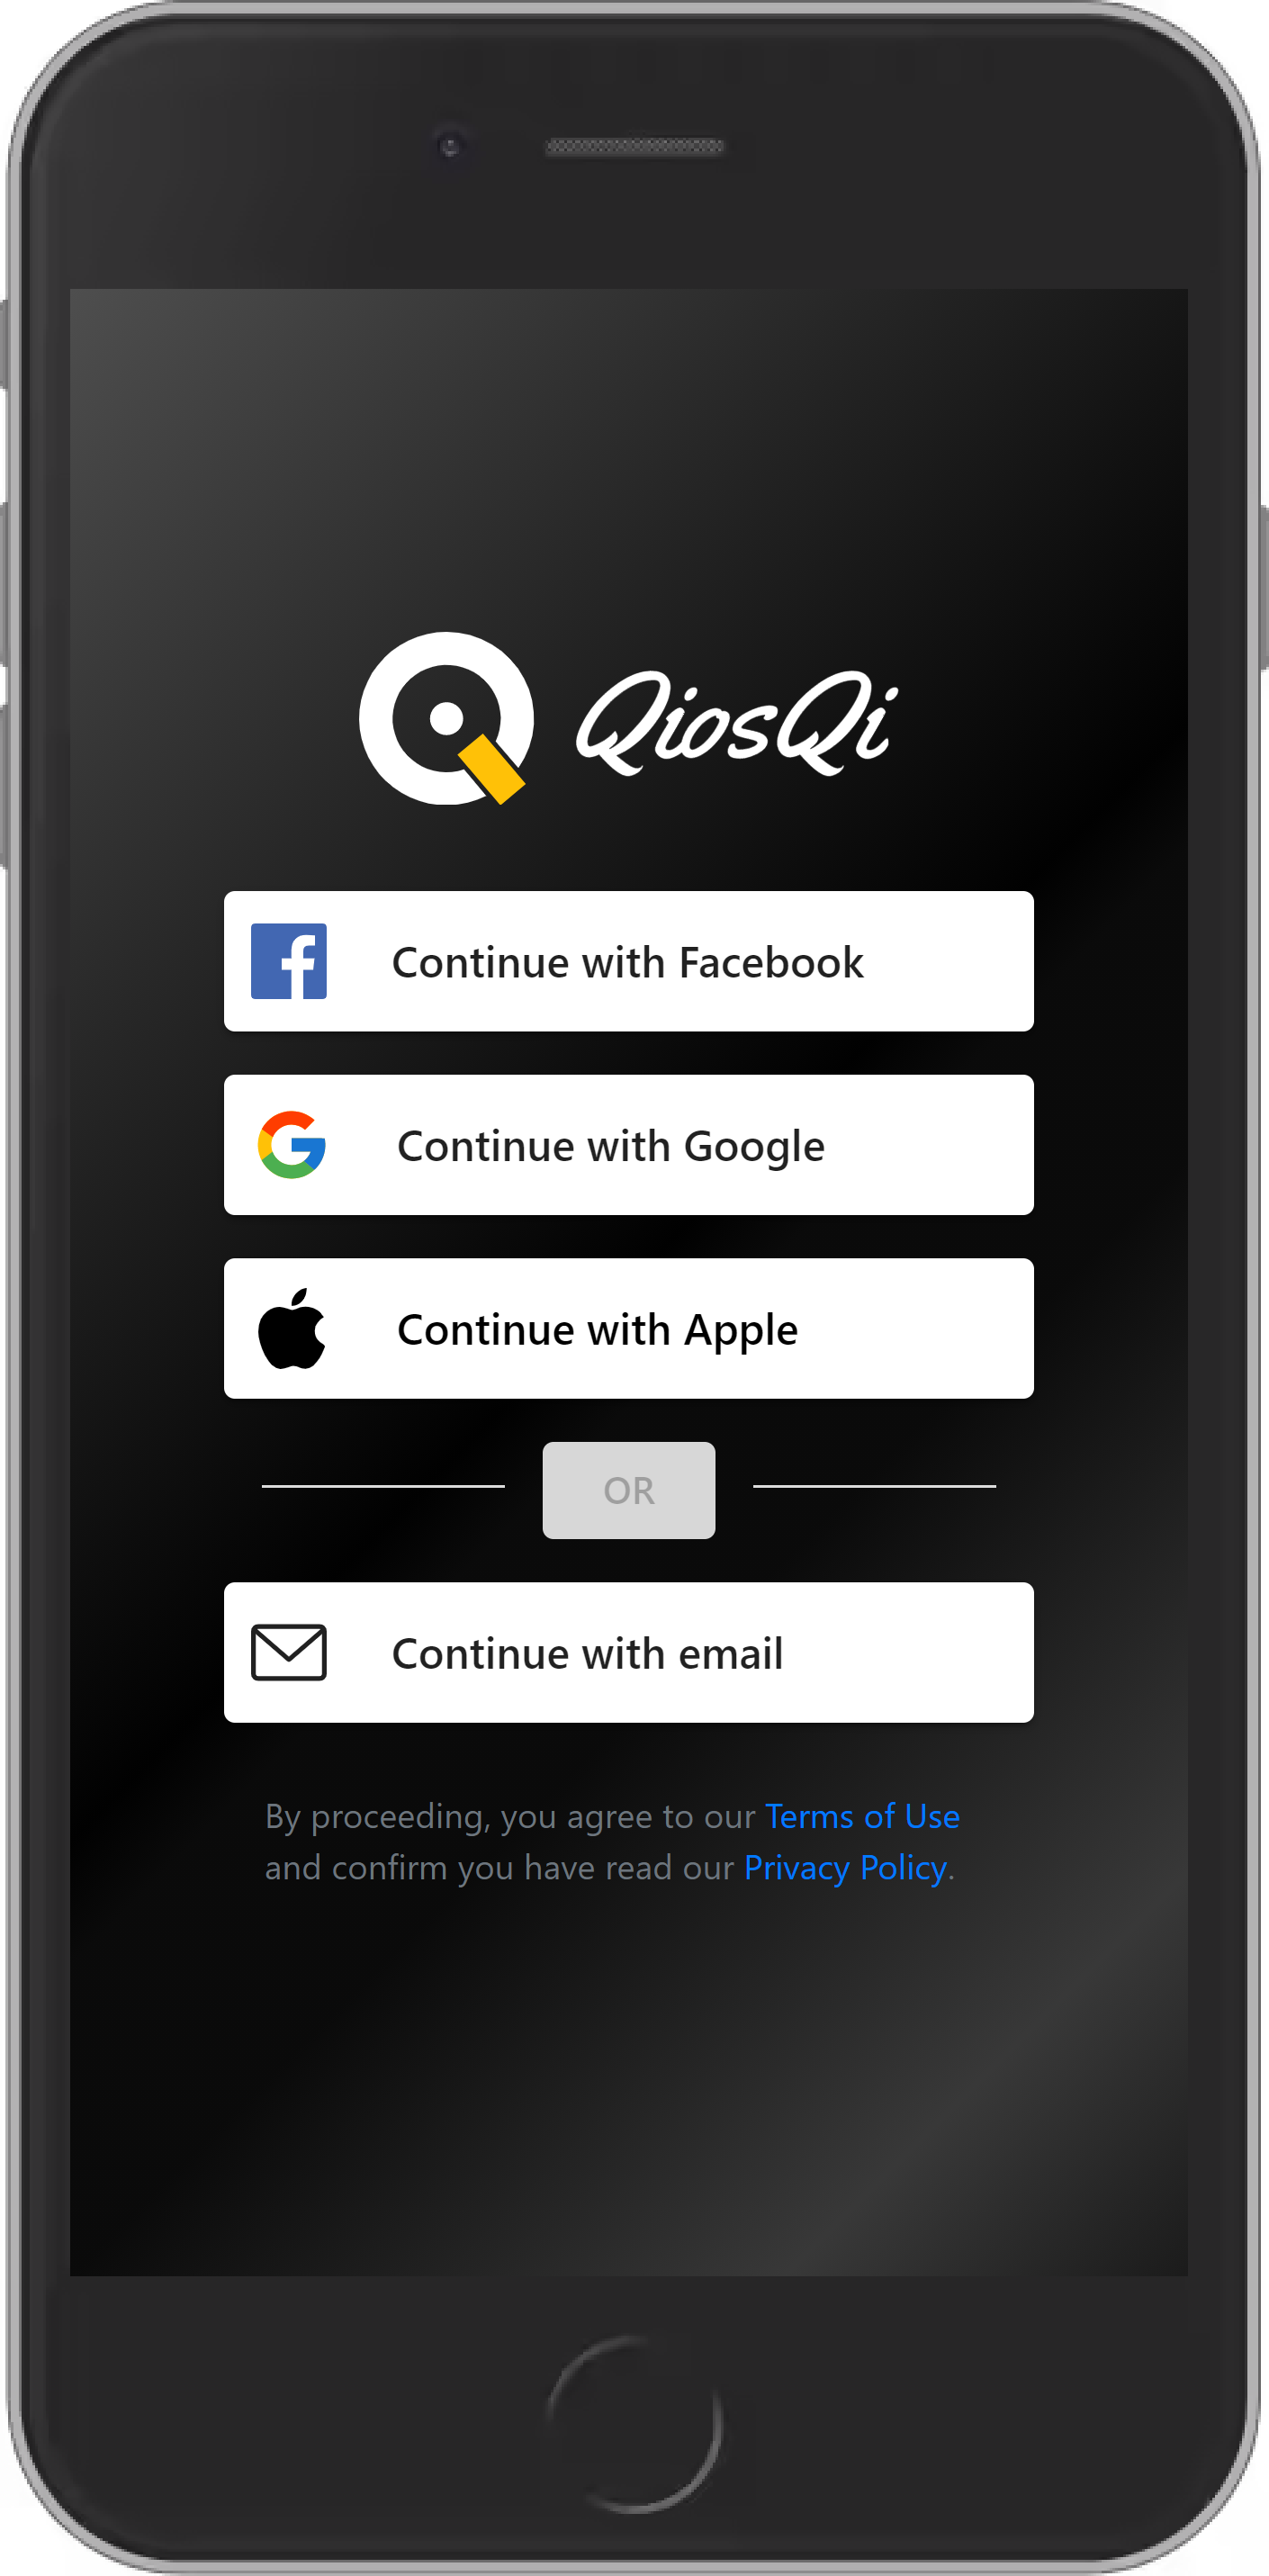 QiosQi
Continue with Facebook
Continue with Google
Continue with Apple
OR
Continue with email
By proceeding, you agree to our Terms of Use
and confirm you have read our Privacy Policy.